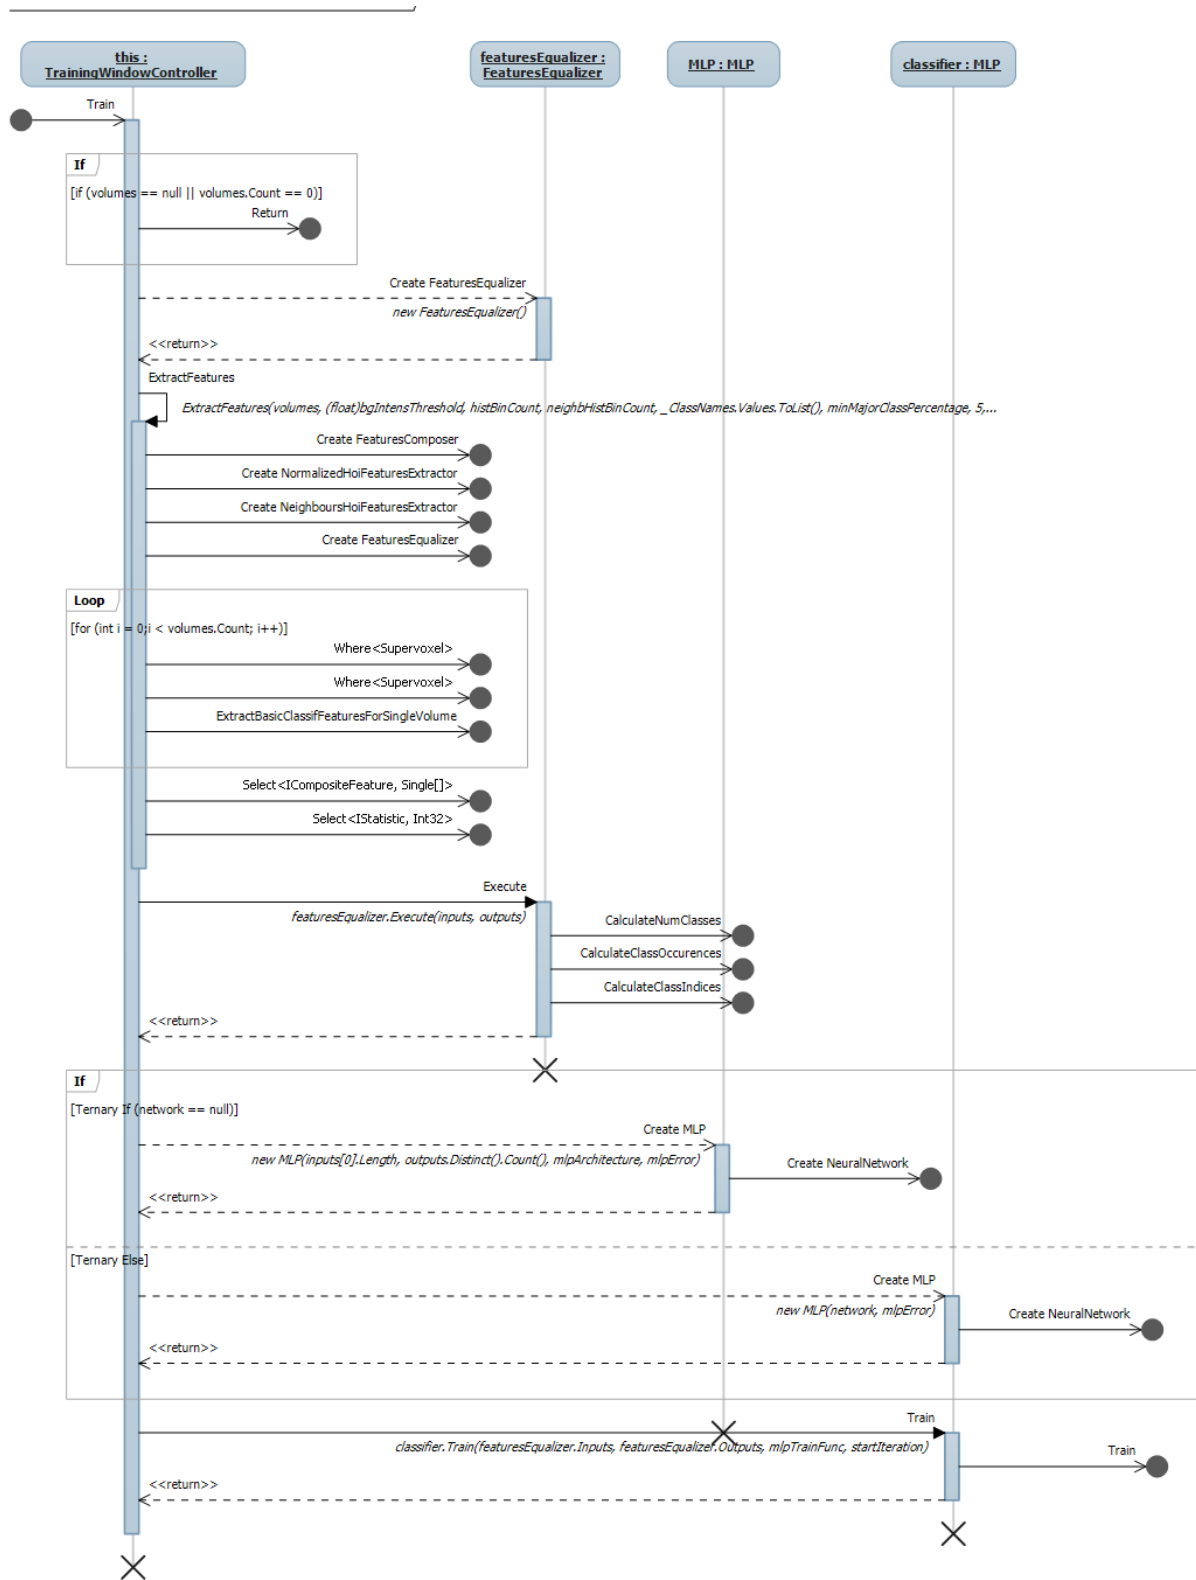 this :
TrainingWindowController
featuresEqualizer :
FeaturesEqualizer
MLP : MLP
classifier : MLP
Train
If
[if (volumes == null || volumes.Count == 0)]
Return
Create FeaturesEqualizer
new FeaturesEqualizer()
<<return>>
ExtractFeatures
ExtractFeatures(volumes, (float)bgIntensThreshold, histBinCount, neighbHistBinCount, _ClassNames.Values.ToList(), minMajorClassPercentage, 5,...
Create FeaturesComposer
Create NormalizedHoiFeaturesExtractor
Create NeighboursHoiFeaturesExtractor
Create FeaturesEqualizer
Loop
[for (int i = 0;i < volumes.Count; i++)]
Where<Supervoxel>
Where<Supervoxel>
ExtractBasicClassifFeaturesForSingleVolume
Select<ICompositeFeature, Single[]>
Select<IStatistic, Int32>
Execute
featuresEqualizer.Execute(inputs, outputs)
CalculateNumClasses
CalculateClassOccurences
CalculateClassIndices
<<return>>
If
[Ternary If (network == null)]
Create MLP
new MLP(inputs[0].Length, outputs.Distinct().Count(), mlpArchitecture, mlpError)
Create NeuralNetwork
<<return>>
[Ternary Else]
Create MLP
new MLP(network, mlpError)
Create NeuralNetwork
<<return>>
Train
classifier.Train(featuresEqualizer.Inputs, featuresEqualizer.Outputs, mlpTrainFunc, startIteration)
Train
<<return>>